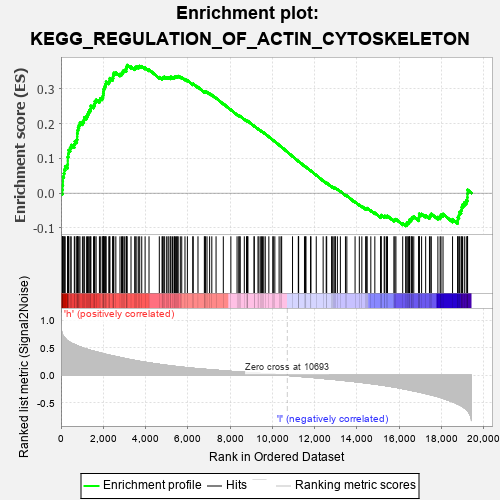 Enrichment plot:
KEGG_REGULATION_OF_ACTIN_CYTOSKELETON
Enrichment score (ES)
0.3
0.2
0.1
0.0
-0.1
'h' (positively correlated)
Ranked list metric (Signal2Noise)
1.0
0.5
0.0
-0.5
Zero cross at 10693
'l' (negatively correlated)
0 2,000 4,000 6,000 8,000 10,000 12,000 14,000 16,000 18,000 20,000
Rank in Ordered Dataset
Enrichment profile Hits Ranking metric scores